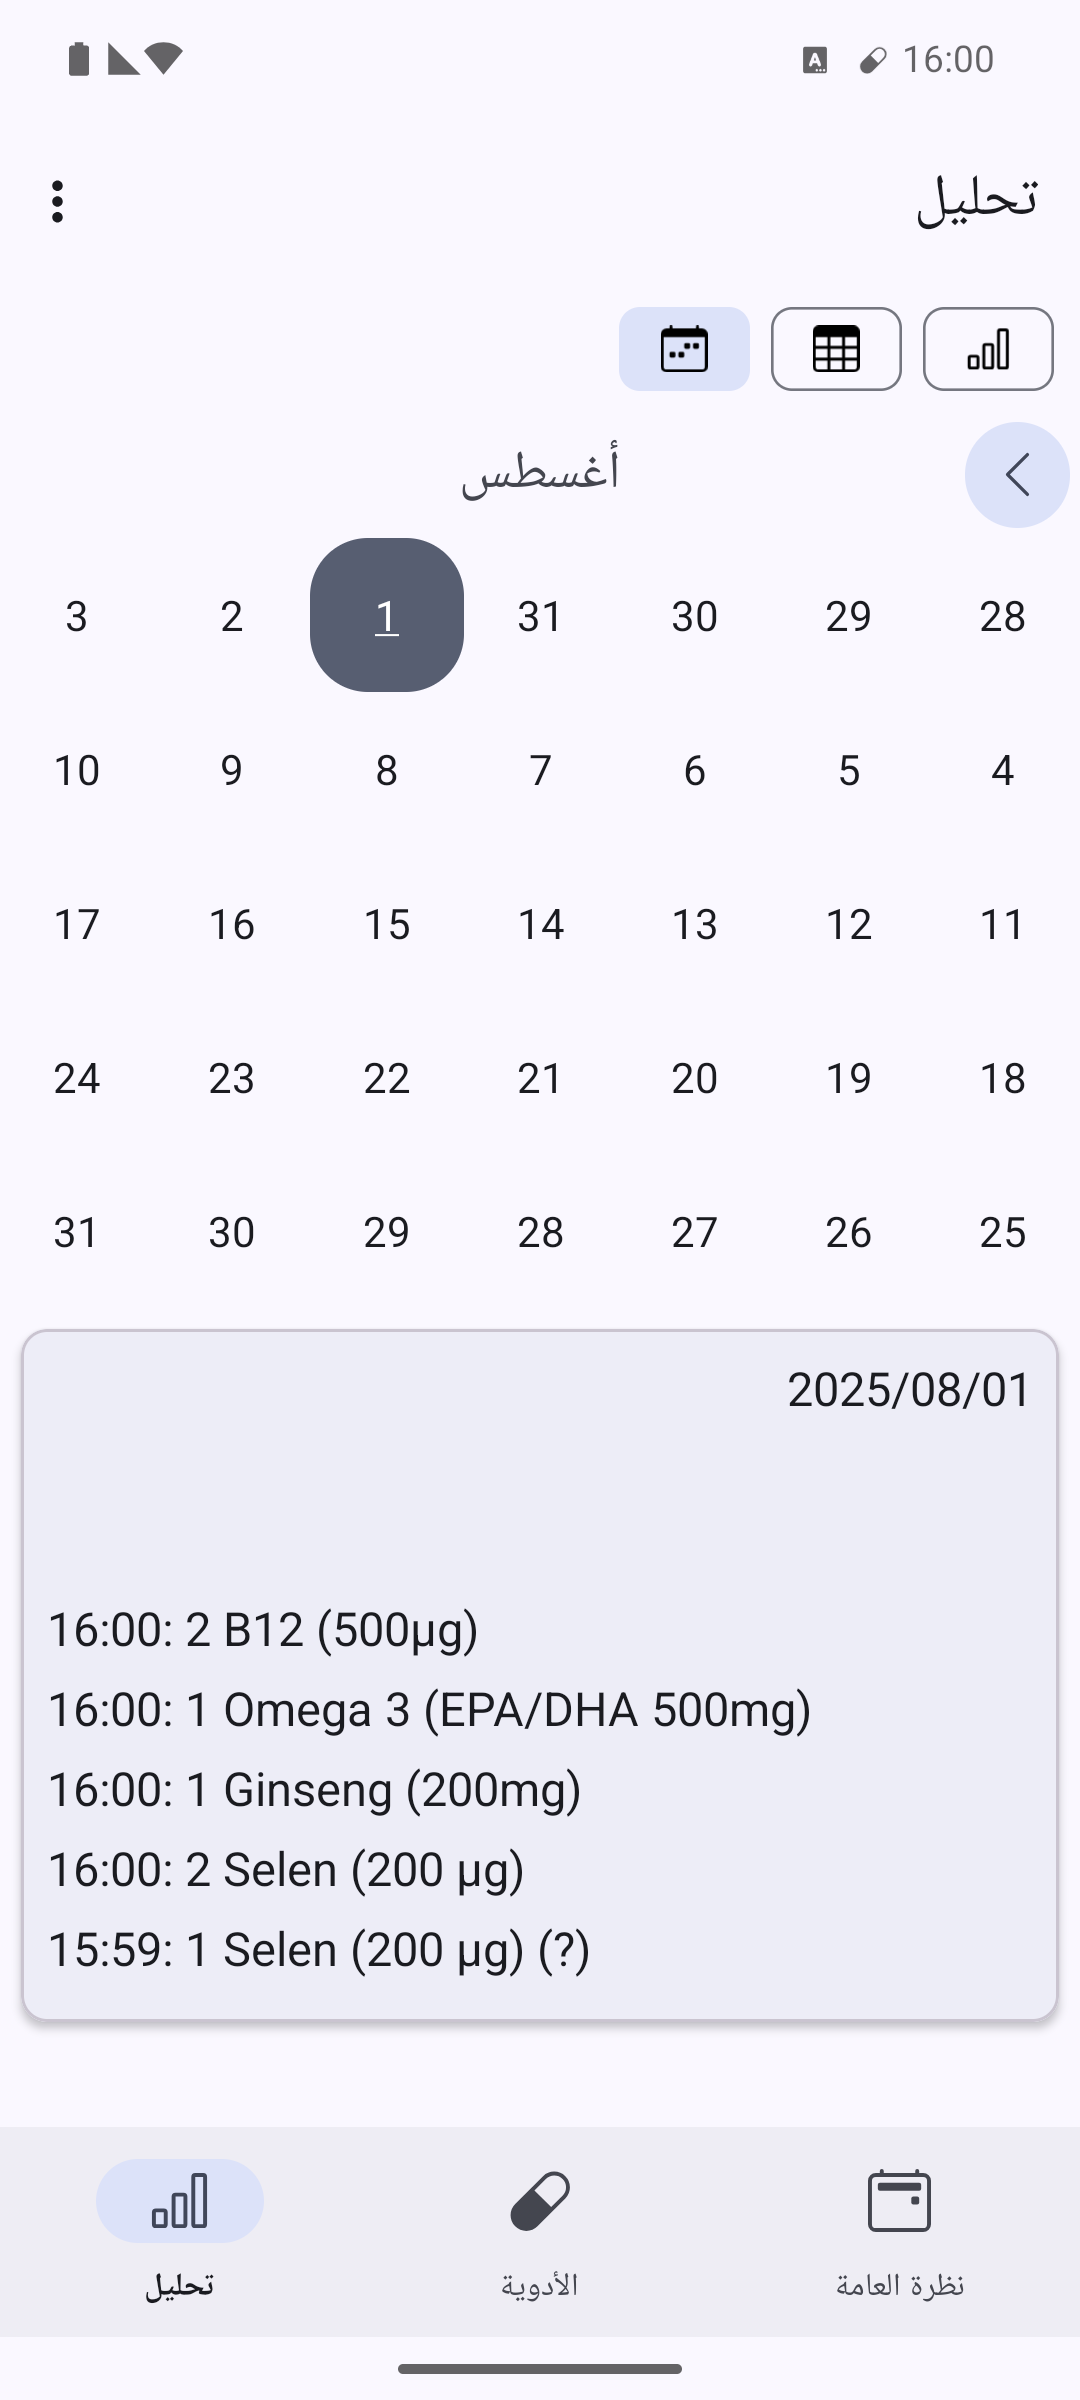 16:00
تحليل
أغسطس
28 29 30 31 1 2 3
4 5 6 7 8 9 10
11 12 13 14 15 16 17
18 19 20 21 22 23 24
25 26 27 28 29 30 31
2025/08/01
16:00: 2 B12 (500µg)
16:00: 1 Omega 3 (EPA/DHA 500mg)
16:00: 1 Ginseng (200mg)
16:00: 2 Selen (200 µg)
15:59: 1 Selen (200 µg) (?)
نظرة العامة
الأدوية
تحليل